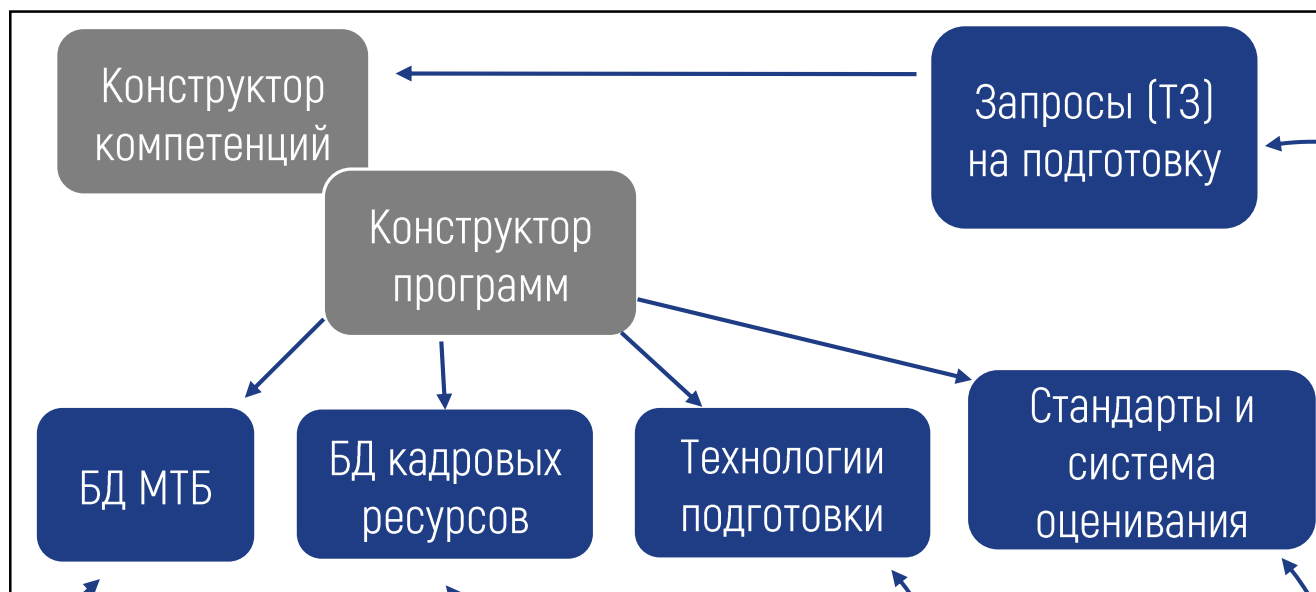 Конструктор
компетенций
Запросы (ТЗ)
на подготовку
Конструктор
программ
БД МТБ
БД кадровых
ресурсов
Технологии
подготовки
Стандарты и
система
оценивания